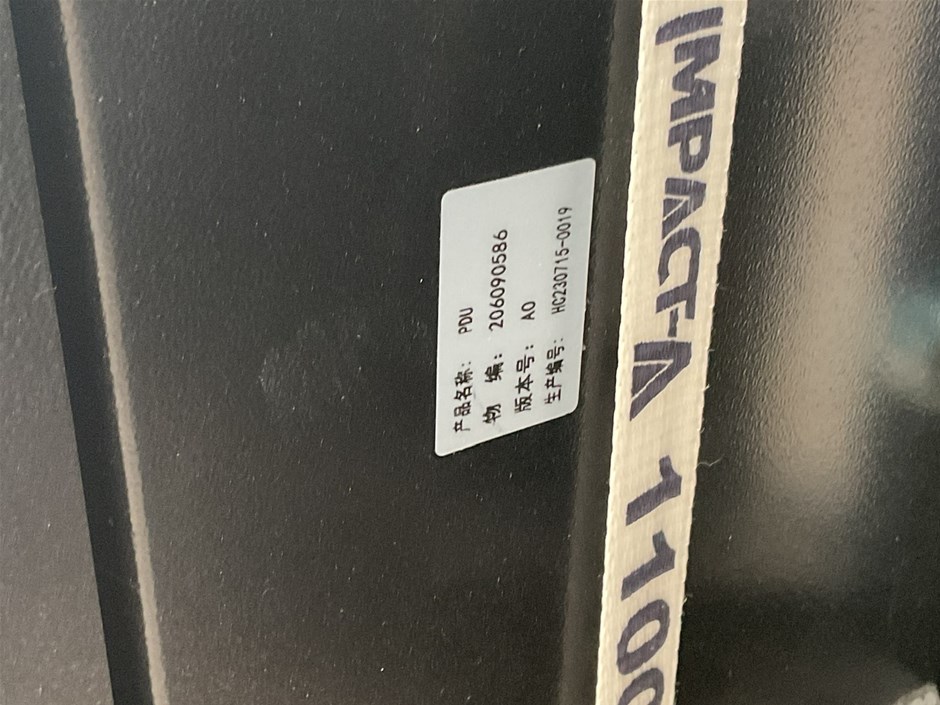 产品名称： PDU
物 编： 206090586
版本号： A0
生产编号： HC230715-0019
IMPACT-A 1100